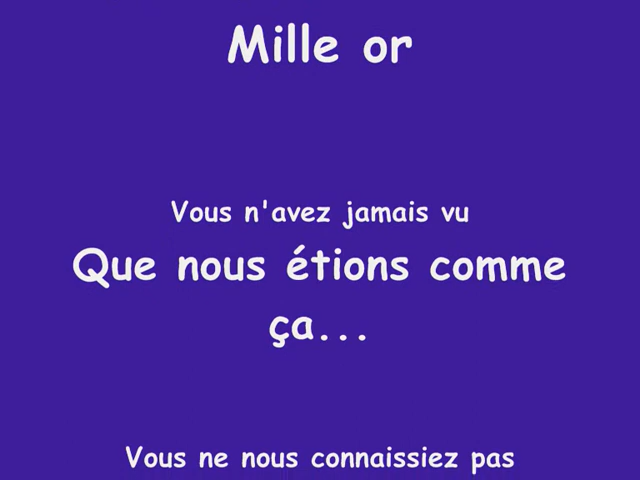 Mille or
Vous n'avez jamais vu
Que nous étions comme
ça...
Vous ne nous connaissiez pas